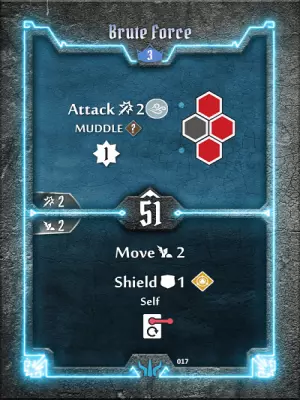 Brute Force
3
Attack 2
MUDDLE ?
1
51
2
2
Move 2
Shield 1
Self
017